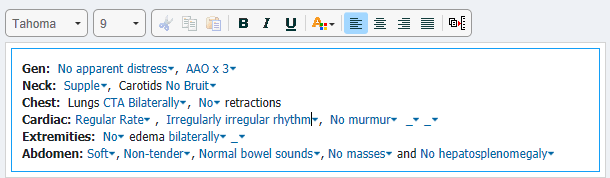 Tahoma 9 B I U A
Gen: No apparent distress, AAO x 3
Neck: Supple, Carotids No Bruit
Chest: Lungs CTA Bilaterally, No retractions
Cardiac: Regular Rate , Irregularly irregular rhythm, No murmur _ _
Extremities: No edema bilaterally _
Abdomen: Soft, Non-tender, Normal bowel sounds, No masses and No hepatosplenomegaly